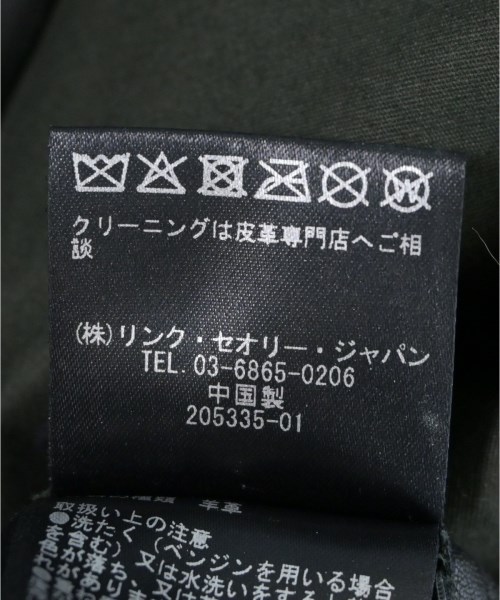 クリーニングは皮革専門店へご相
談
(株)リンク・セオリー・ジャパン
TEL. 03-6865-0206
中国製
205335-01
羊革
取扱い上の注意
●洗たく(ベンジンを用いる場合
を含む)又は水洗いをすると
色が落ち